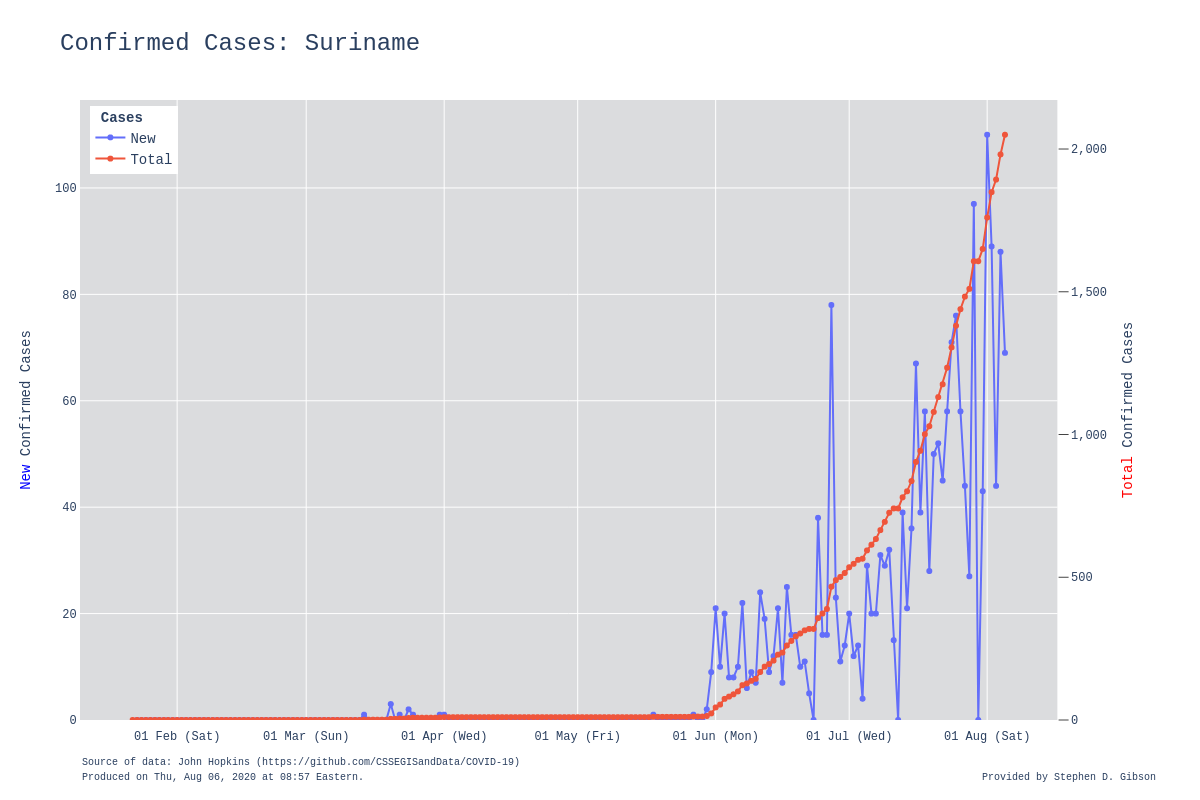 Confirmed Cases: Suriname
Cases
New
Total
100
80
60
40
20
0
2,000
1,500
1,000
500
0
New Confirmed Cases
Total Confirmed Cases
01 Feb (Sat) 01 Mar (Sun) 01 Apr (Wed) 01 May (Fri) 01 Jun (Mon) 01 Jul (Wed) 01 Aug (Sat)
Source of data: John Hopkins (https://github.com/CSSEGISandData/COVID-19)
Produced on Thu, Aug 06, 2020 at 08:57 Eastern.
Provided by Stephen D. Gibson